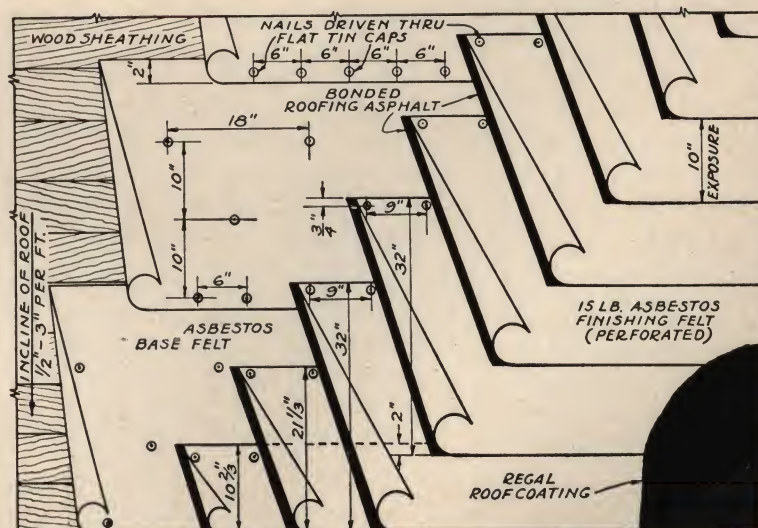 WOOD SHEATHING
NAILS DRIVEN THRU
FLAT TIN CAPS
6" 6" 6" 6"
2"
BONDED
ROOFING ASPHALT
18"
10"
10"
EXPOSURE
3/4"
9"
10"
6"
32"
INCLINE OF ROOF
1/2"-3" PER FT.
9"
15 LB. ASBESTOS
FINISHING FELT
(PERFORATED)
ASBESTOS
BASE FELT
32"
21 1/3"
2"
10 2/3"
REGAL
ROOF COATING